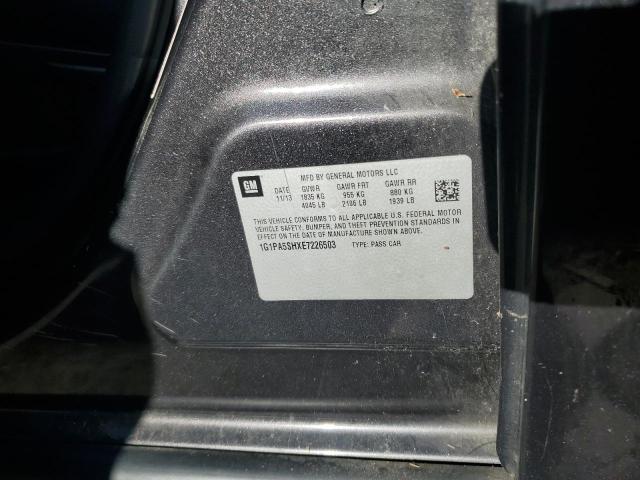 GM
MFD BY GENERAL MOTORS LLC
DATE GVWR GAWR FRT GAWR RR
11/13 1835 KG 955 KG 880 KG
4045 LB 2105 LB 1939 LB
THIS VEHICLE CONFORMS TO ALL APPLICABLE U.S. FEDERAL MOTOR
VEHICLE SAFETY, BUMPER, AND THEFT PREVENTION STANDARDS IN
EFFECT ON THE DATE OF MANUFACTURE SHOWN ABOVE.
1G1PA5SHXE7226503 TYPE: PASS CAR